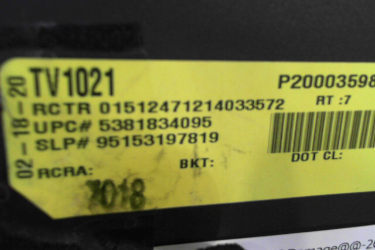 02-18-20
TV1021 P20003598
RCTR 01512471214033572 RT :7
UPC# 5381834095
SLP# 95153197819
BKT: DOT CL:
RCRA: 7018